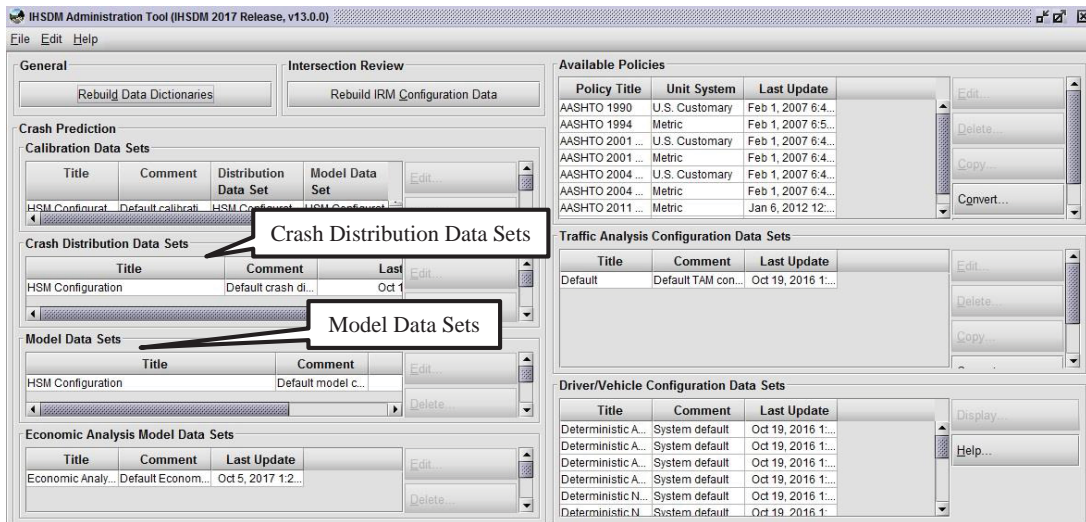 IHSDM Administration Tool (IHSDM 2017 Release, v13.0.0)
File Edit Help
General
Rebuild Data Dictionaries
Intersection Review
Rebuild IRM Configuration Data
Crash Prediction
Calibration Data Sets
Title Comment Distribution Data Set Model Data Set
HSM Configurat... Default calibrati... HSM Configurat... HSM Configurat...
Edit...
Crash Distribution Data Sets
Crash Distribution Data Sets
Title Comment Last
HSM Configuration Default crash di... Oct 1
Edit...
Model Data Sets
Model Data Sets
Title Comment
HSM Configuration Default model c...
Edit...
Delete...
Economic Analysis Model Data Sets
Title Comment Last Update
Economic Analy... Default Econom... Oct 5, 2017 1:2...
Edit...
Delete...
Available Policies
Policy Title Unit System Last Update
AASHTO 1990 U.S. Customary Feb 1, 2007 6:4...
AASHTO 1994 Metric Feb 1, 2007 6:5...
AASHTO 2001 ... U.S. Customary Feb 1, 2007 6:4...
AASHTO 2001 ... Metric Feb 1, 2007 6:4...
AASHTO 2004 ... U.S. Customary Feb 1, 2007 6:4...
AASHTO 2004 ... Metric Feb 1, 2007 6:4...
AASHTO 2011 ... Metric Jan 6, 2012 12:...
Edit...
Delete...
Copy...
Convert...
Traffic Analysis Configuration Data Sets
Title Comment Last Update
Default Default TAM con... Oct 19, 2016 1:...
Edit...
Delete...
Copy...
Driver/Vehicle Configuration Data Sets
Title Comment Last Update
Deterministic A... System default Oct 19, 2016 1:...
Deterministic A... System default Oct 19, 2016 1:...
Deterministic A... System default Oct 19, 2016 1:...
Deterministic A... System default Oct 19, 2016 1:...
Deterministic N... System default Oct 19, 2016 1:...
Deterministic N... System default Oct 19, 2016 1:...
Display...
Help...